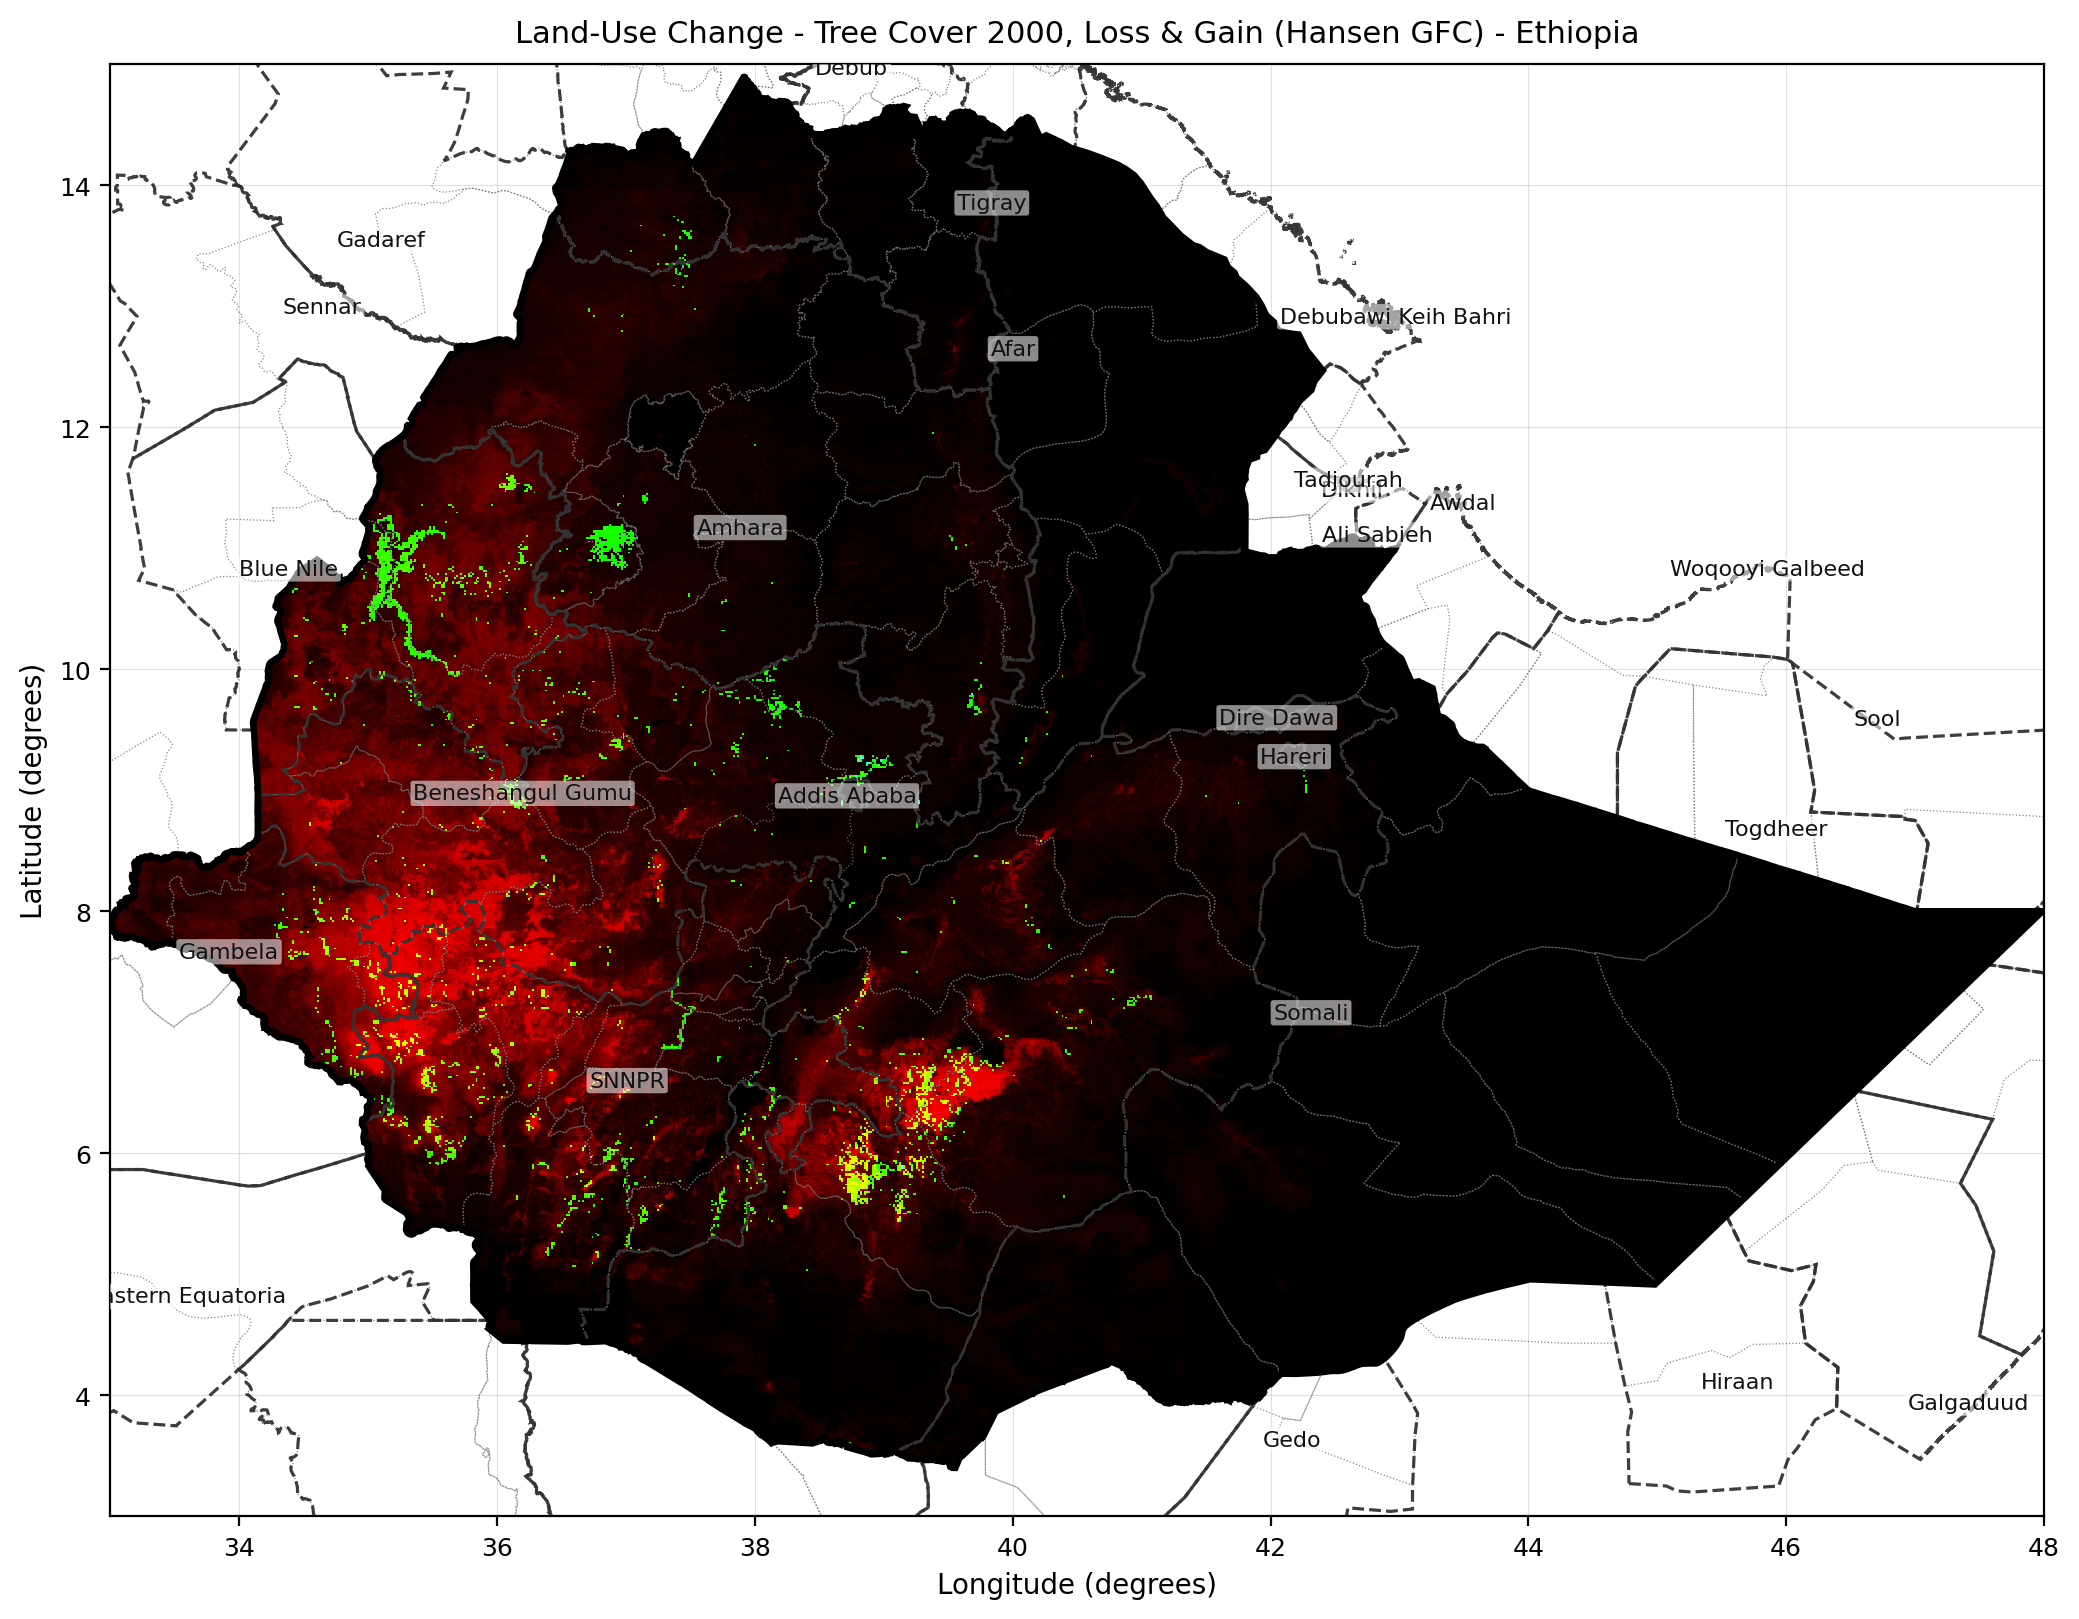 Land-Use Change - Tree Cover 2000, Loss & Gain (Hansen GFC) - Ethiopia
Debub
14
Tigray
Gadaref
Sennar
Debubawi Keih Bahri
Afar
12
Tadjourah
Dikhil
Awdal
Amhara
Ali Sabieh
Blue Nile
Woqooyi Galbeed
10
Dire Dawa
Sool
Hareri
Beneshangul Gumu
Addis Ababa
Togdheer
Latitude (degrees)
8
Gambela
Somali
SNNPR
6
astern Equatoria
4
Hiraan
Galgaduud
Gedo
34 36 38 40 42 44 46 48
Longitude (degrees)